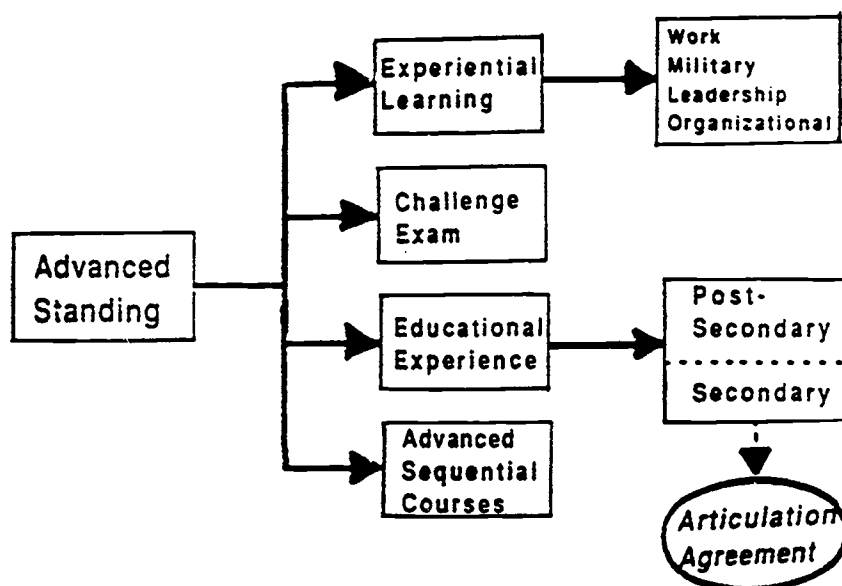 Advanced
Standing
Experiential
Learning
Work
Military
Leadership
Organizational
Challenge
Exam
Educational
Experience
Post-
Secondary
Secondary
Advanced
Sequential
Courses
Articulation
Agreement